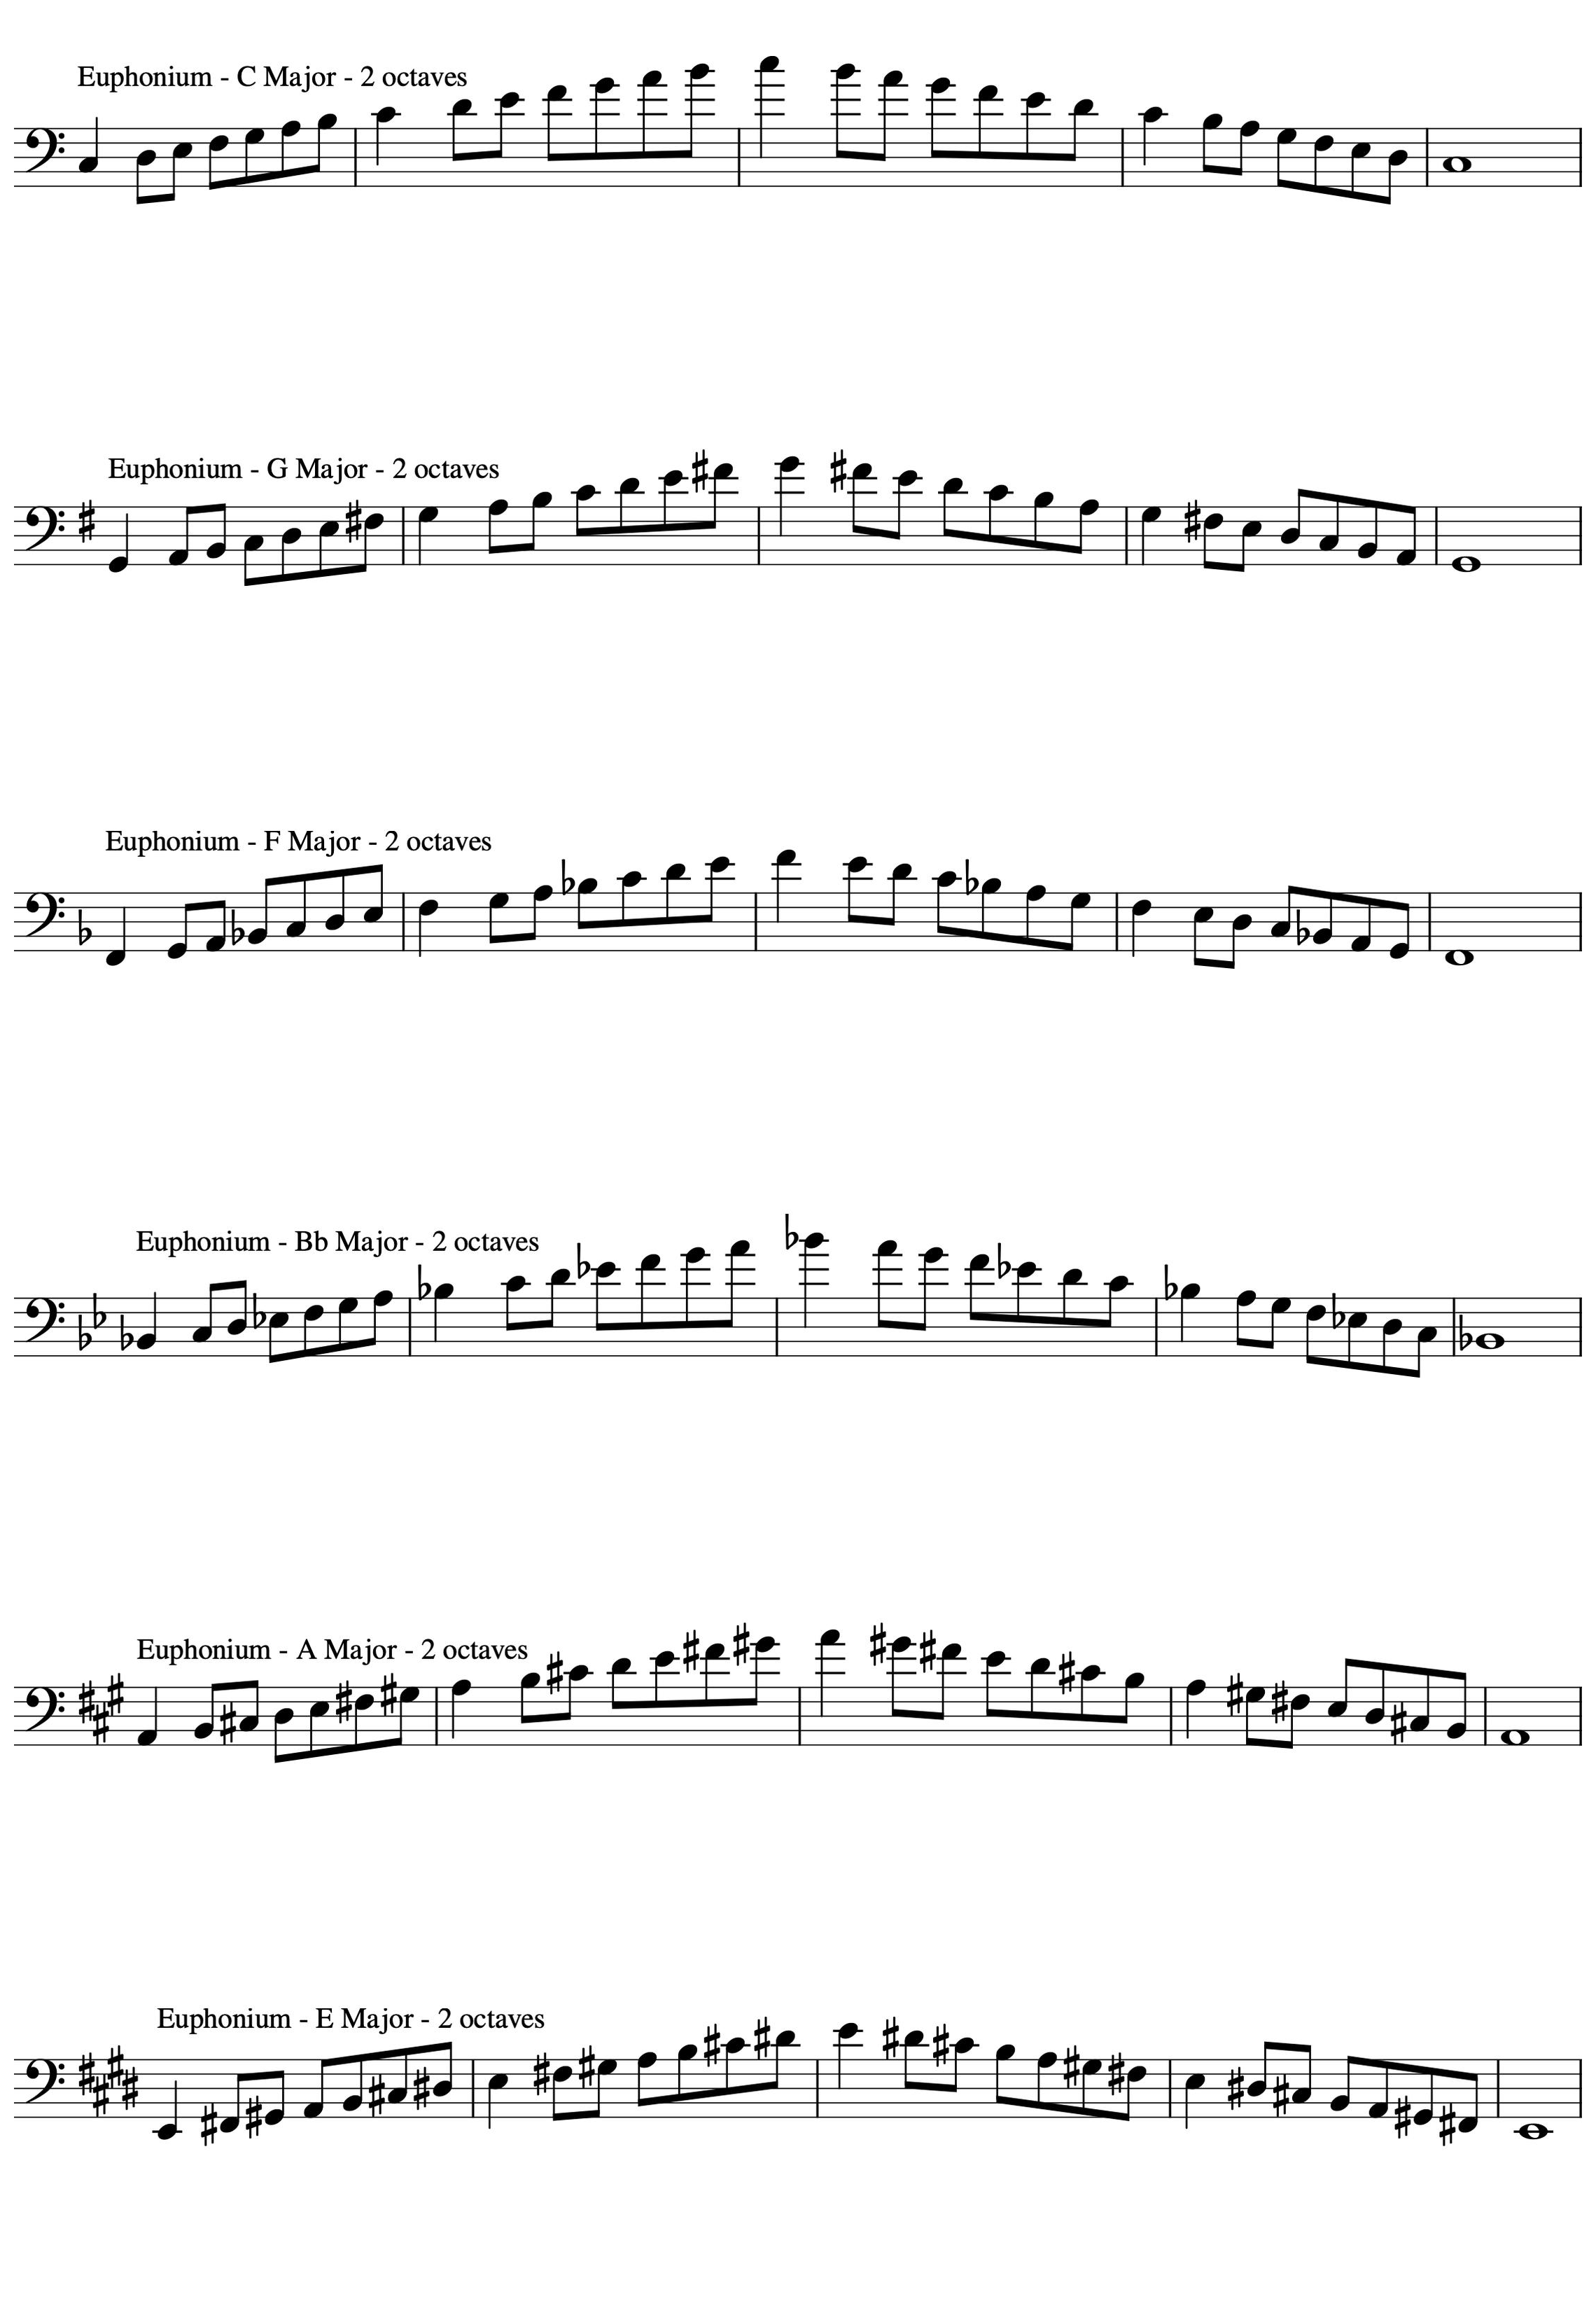 Euphonium - C Major - 2 octaves
Euphonium - G Major - 2 octaves
Euphonium - F Major - 2 octaves
Euphonium - Bb Major - 2 octaves
Euphonium - A Major - 2 octaves
Euphonium - E Major - 2 octaves